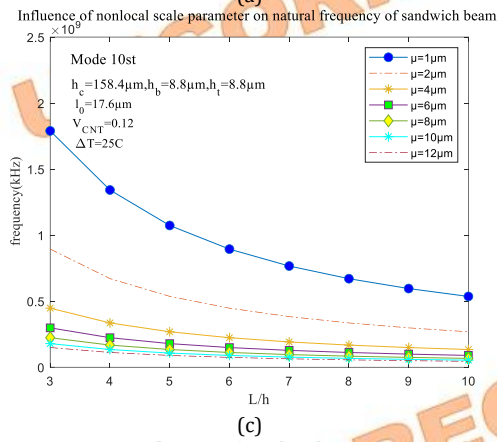 Influence of nonlocal scale parameter on natural frequency of sandwich beam
×10⁹
2.5
2
1.5
1
0.5
0
frequency(kHz)
Mode 10st
h_c=158.4μm,h_b=8.8μm,h_t=8.8μm
l_0=17.6μm
V_CNT=0.12
ΔT=25C
μ=1μm
μ=2μm
μ=4μm
μ=6μm
μ=8μm
μ=10μm
μ=12μm
3 4 5 6 7 8 9 10
L/h
(c)